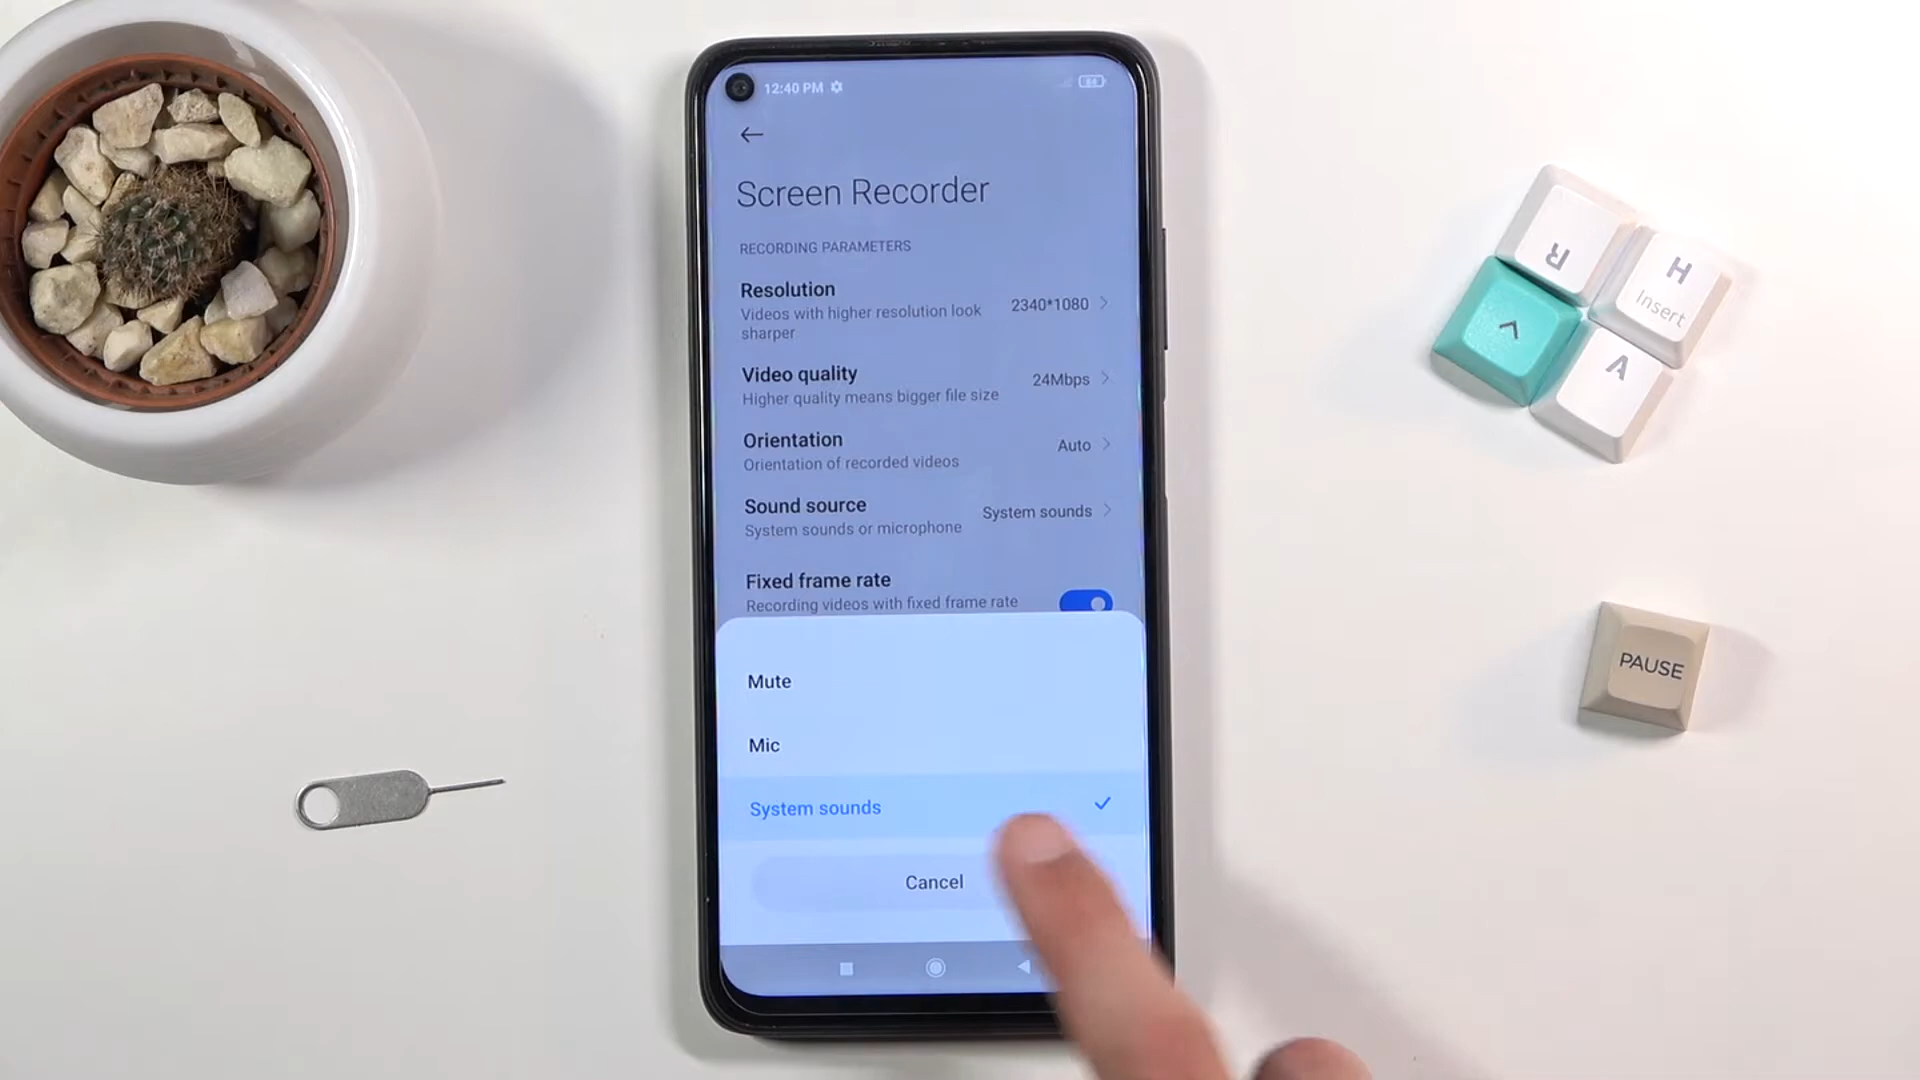 12:40 PM
84
Screen Recorder
RECORDING PARAMETERS
Resolution
Videos with higher resolution look
sharper
2340*1080
Video quality
Higher quality means bigger file size
24Mbps
Orientation
Orientation of recorded videos
Auto
Sound source
System sounds or microphone
System sounds
Fixed frame rate
Recording videos with fixed frame rate
Mute
Mic
System sounds
Cancel
R
H
Insert
A
PAUSE